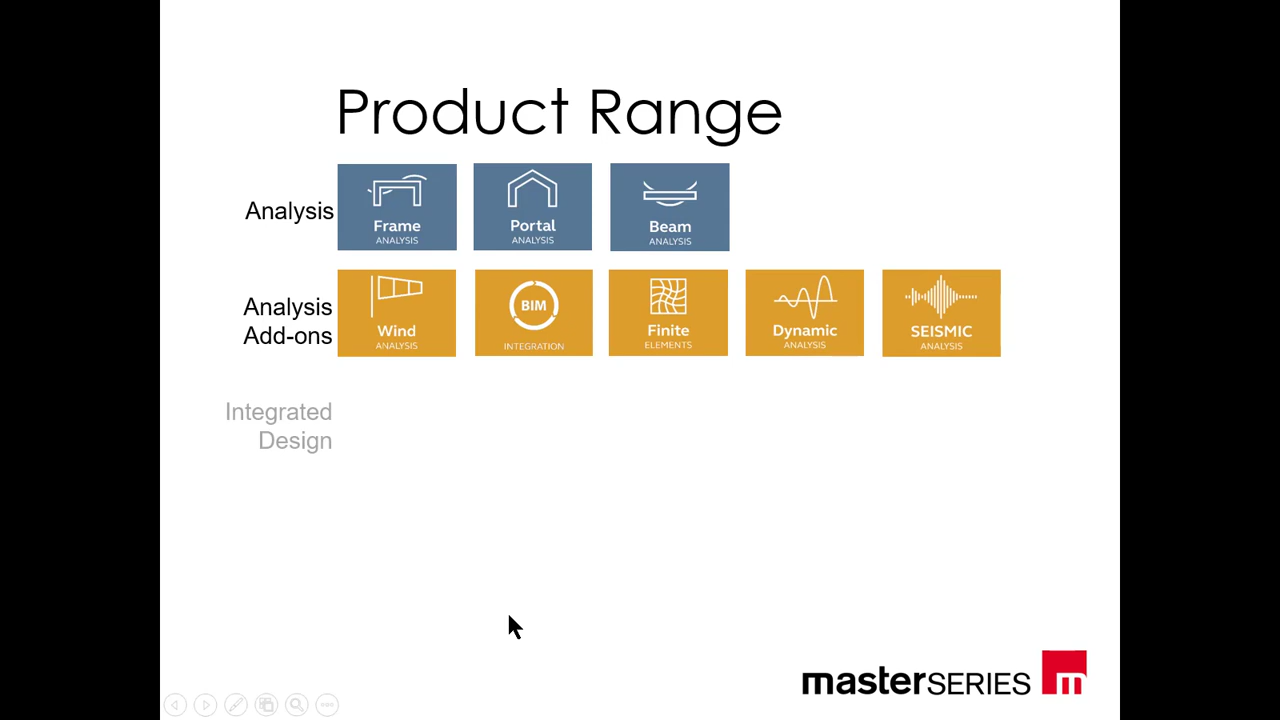 Product Range
Analysis
Frame
ANALYSIS
Portal
ANALYSIS
Beam
ANALYSIS
Analysis
Add-ons
Wind
ANALYSIS
BIM
INTEGRATION
Finite
ELEMENTS
Dynamic
ANALYSIS
SEISMIC
ANALYSIS
Integrated
Design
masterSERIES
m